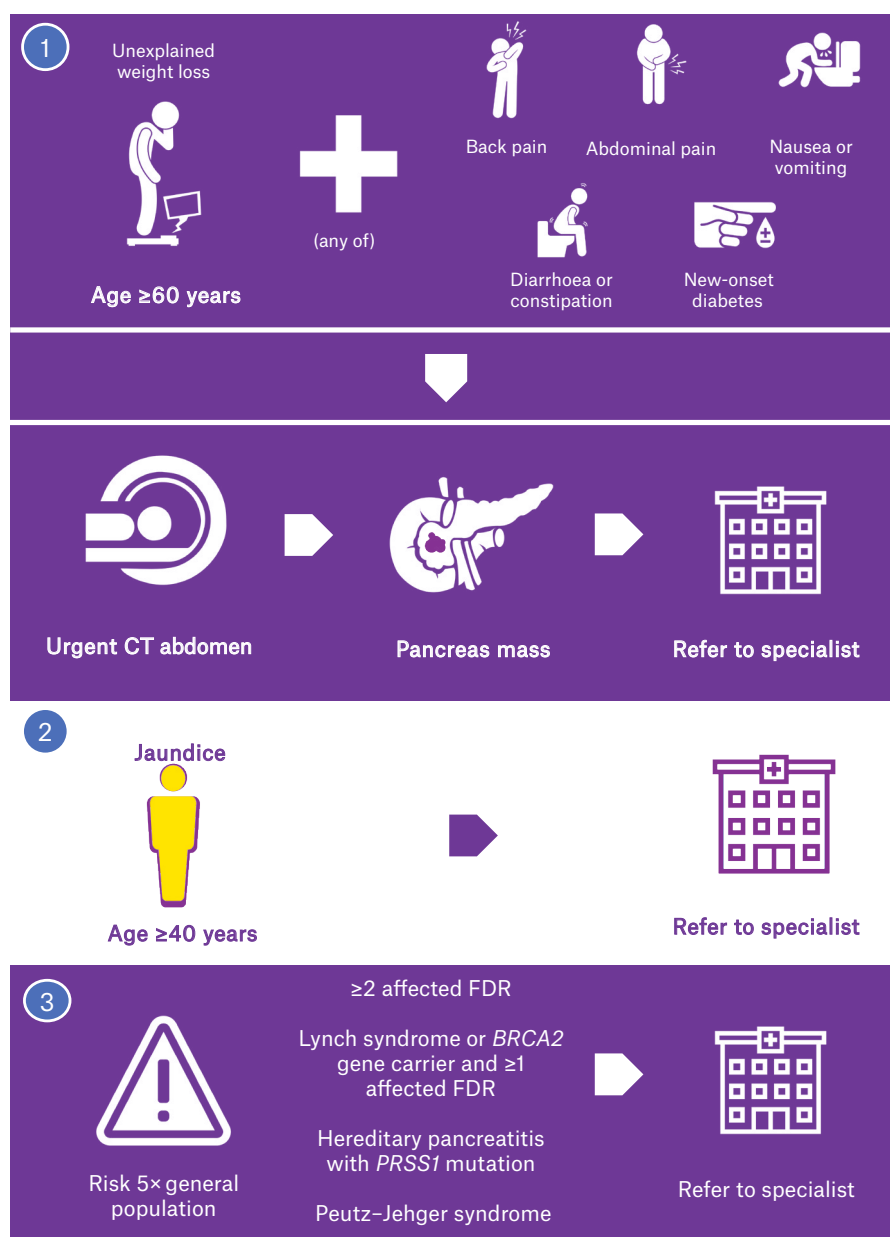 1
Unexplained
weight loss
Age ≥60 years
(any of)
Back pain
Abdominal pain
Nausea or
vomiting
Diarrhoea or
constipation
New-onset
diabetes
Urgent CT abdomen
Pancreas mass
Refer to specialist
2
Jaundice
Age ≥40 years
Refer to specialist
3
Risk 5× general
population
≥2 affected FDR
Lynch syndrome or BRCA2
gene carrier and ≥1
affected FDR
Hereditary pancreatitis
with PRSS1 mutation
Peutz–Jehger syndrome
Refer to specialist